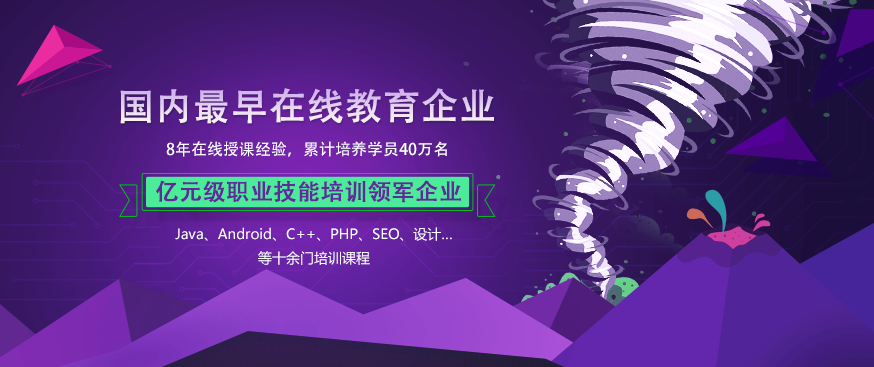 国内最早在线教育企业
8年在线授课经验，累计培养学员40万名
亿元级职业技能培训领军企业
Java、Android、C++、PHP、SEO、设计...
等十余门培训课程